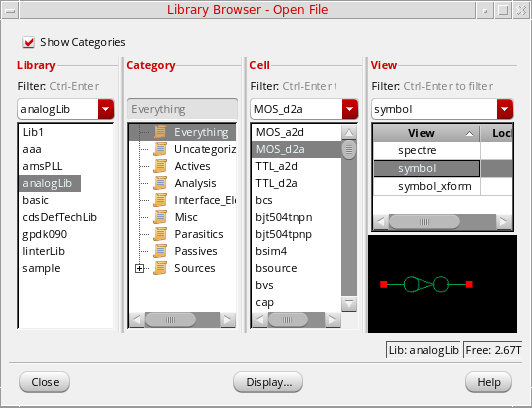 Library Browser - Open File
Show Categories
Library
Filter: Ctrl-Enter
analogLib
Lib1
aaa
amsPLL
analogLib
basic
cdsDefTechLib
gpdk090
linterLib
sample
Category
Everything
Everything
Uncategoriz
Actives
Analysis
Interface_Ele
Misc
Parasitics
Passives
Sources
Cell
Filter: Ctrl-Enter t
MOS_d2a
MOS_a2d
MOS_d2a
TTL_a2d
TTL_d2a
bcs
bjt504tnpn
bjt504tpnp
bsim4
bsource
bvs
cap
View
Filter: Ctrl-Enter to filter
symbol
View Loc
spectre
symbol
symbol_xform
Lib: analogLib Free: 2.67T
Close Display... Help